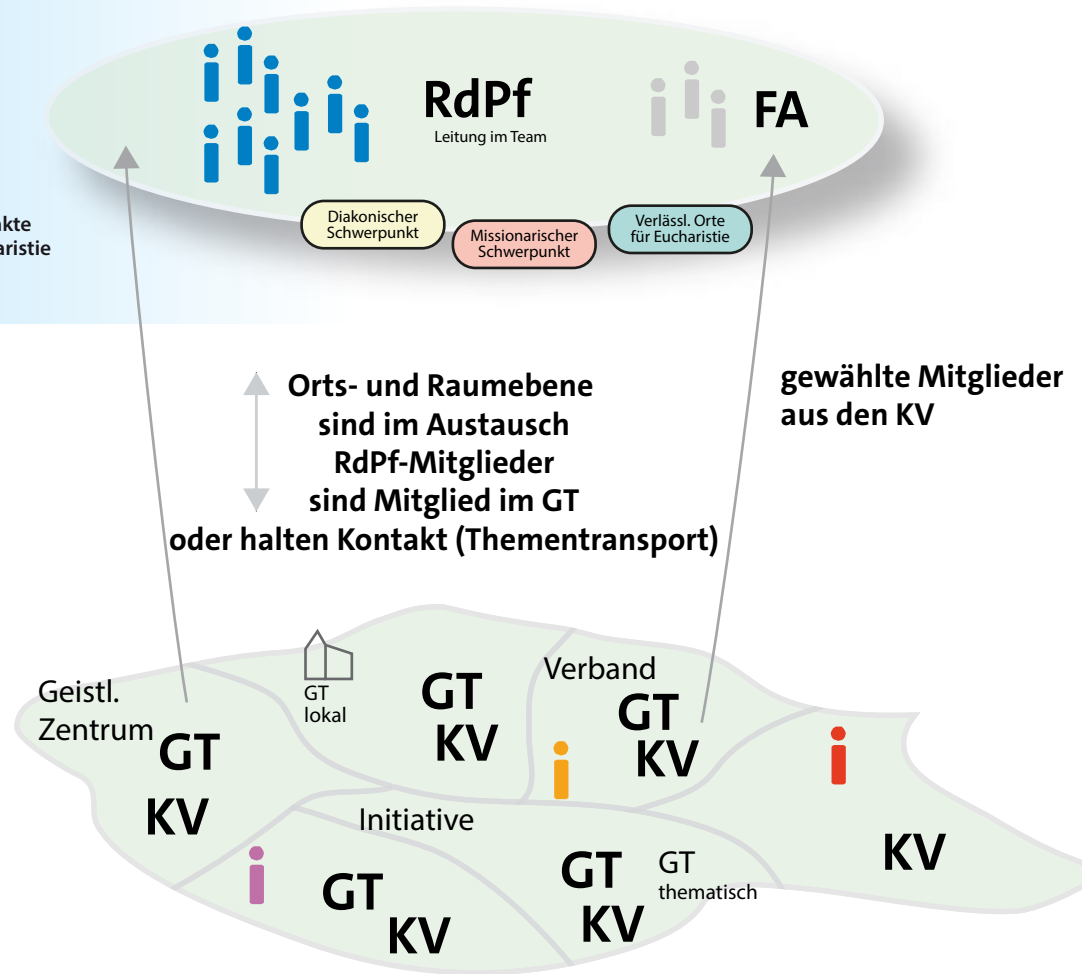 RdPf
Leitung im Team
FA
Diakonischer
Schwerpunkt
Missionarischer
Schwerpunkt
Verlässl. Orte
für Eucharistie
Orts- und Raumebene
sind im Austausch
RdPf-Mitglieder
sind Mitglied im GT
oder halten Kontakt (Thementransport)
gewählte Mitglieder
aus den KV
Geistl.
Zentrum
GT
KV
GT
lokal
GT
KV
Verband
GT
KV
Initiative
GT
KV
GT
KV
GT
thematisch
KV